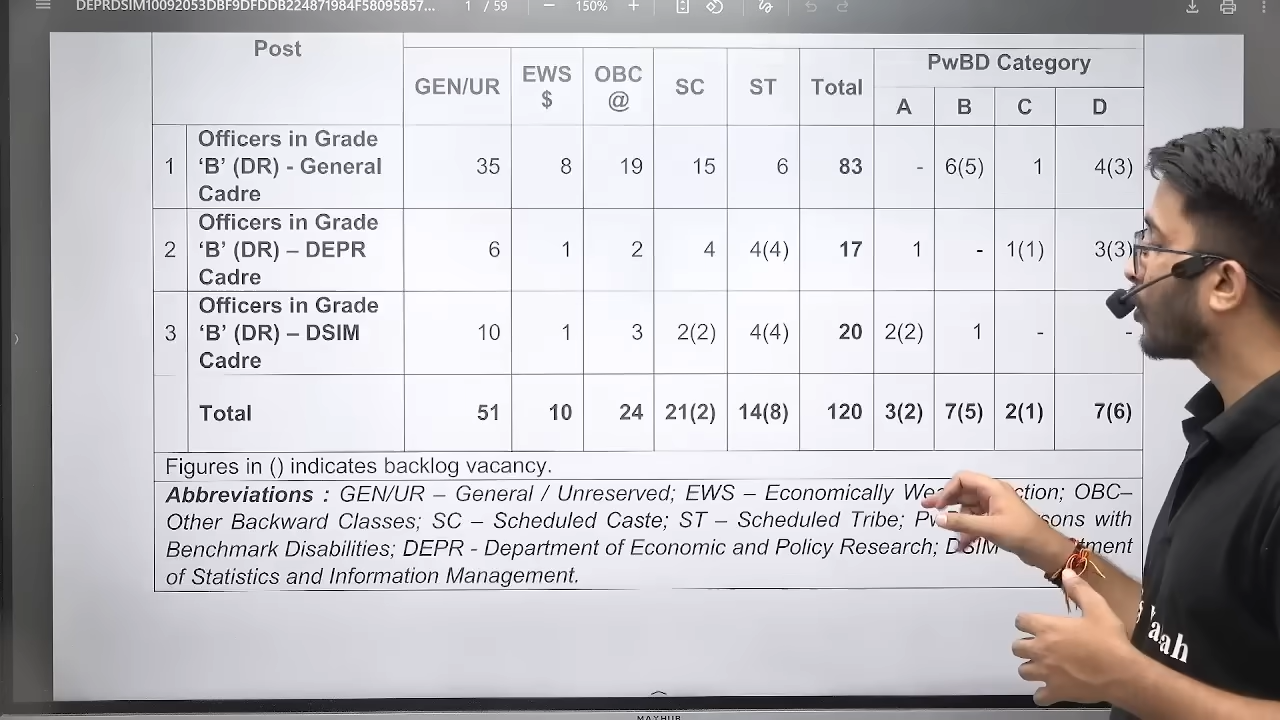 DEPRDSIM10092053DBF9DFDDB224871984F58095857...
1 / 59
150%
Post
GEN/UR
EWS
$
OBC
@
SC
ST
Total
PwBD Category
A
B
C
D
1
Officers in Grade
‘B’ (DR) - General
Cadre
35
8
19
15
6
83
-
6(5)
1
4(3)
2
Officers in Grade
‘B’ (DR) – DEPR
Cadre
6
1
2
4
4(4)
17
1
-
1(1)
3(3)
3
Officers in Grade
‘B’ (DR) – DSIM
Cadre
10
1
3
2(2)
4(4)
20
2(2)
1
-
-
Total
51
10
24
21(2)
14(8)
120
3(2)
7(5)
2(1)
7(6)
Figures in () indicates backlog vacancy.
Abbreviations : GEN/UR – General / Unreserved; EWS – Economically OBC–
Other Backward Classes; SC – Scheduled Caste; ST – Scheduled Tribe; with
Benchmark Disabilities; DEPR - Department of Economic and Policy Research; DSIM
of Statistics and Information Management.
MAXHUB